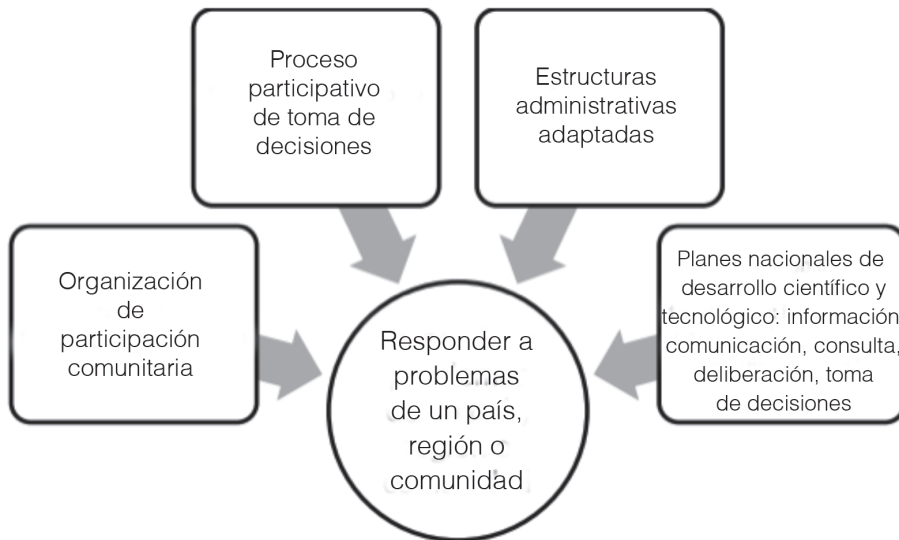 Proceso
participativo
de toma de
decisiones
Estructuras
administrativas
adaptadas
Organización
de
participación
comunitaria
Planes nacionales de
desarrollo científico y
tecnológico: información
comunicación, consulta,
deliberación, toma
de decisiones
Responder a
problemas
de un país,
región o
comunidad